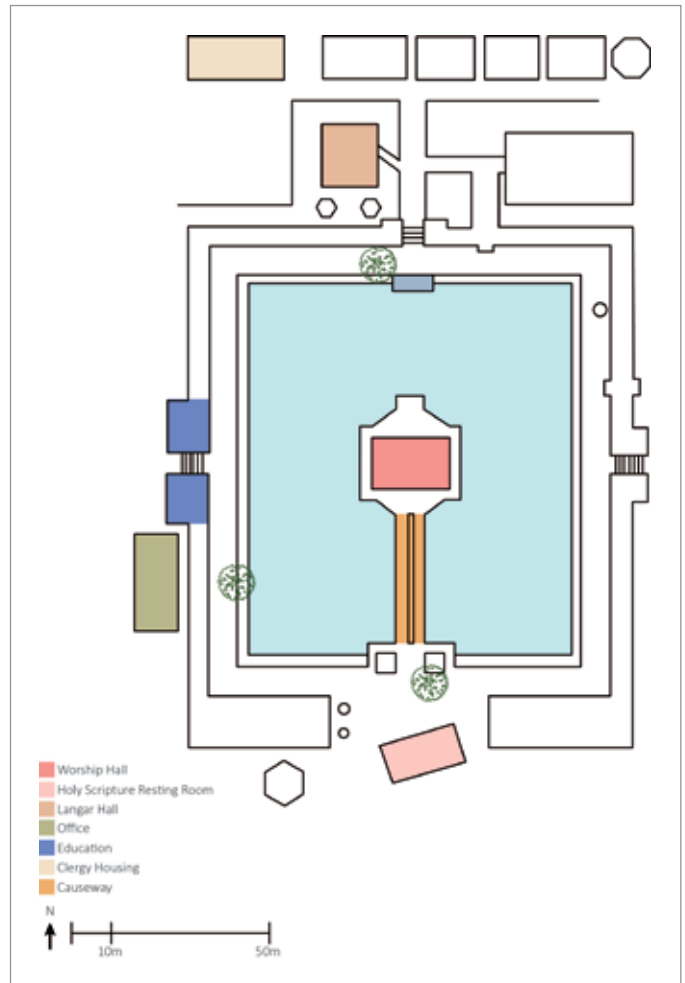 Worship Hall
Holy Scripture Resting Room
Langar Hall
Office
Education
Clergy Housing
Causeway
N
10m
50m